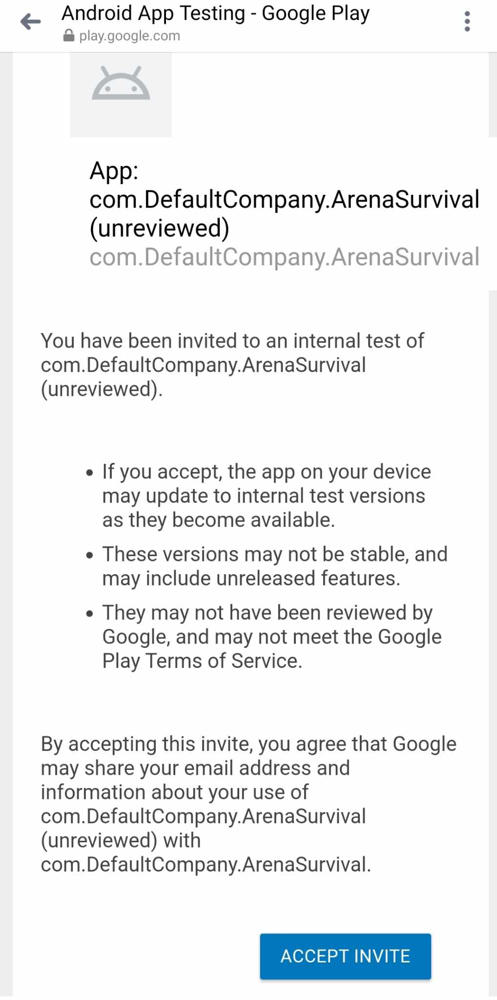 Android App Testing - Google Play
play.google.com
App:
com.DefaultCompany.ArenaSurvival
(unreviewed)
com.DefaultCompany.ArenaSurvival
You have been invited to an internal test of
com.DefaultCompany.ArenaSurvival
(unreviewed).
• If you accept, the app on your device
may update to internal test versions
as they become available.
• These versions may not be stable, and
may include unreleased features.
• They may not have been reviewed by
Google, and may not meet the Google
Play Terms of Service.
By accepting this invite, you agree that Google
may share your email address and
information about your use of
com.DefaultCompany.ArenaSurvival
(unreviewed) with
com.DefaultCompany.ArenaSurvival.
ACCEPT INVITE